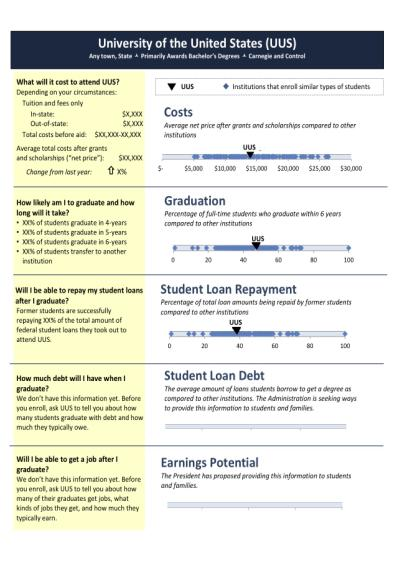 University of the United States (UUS)
Any town, State ▲ Primarily Awards Bachelor's Degrees ▲ Carnegie and Control
What will it cost to attend UUS?
Depending on your circumstances:
Tuition and fees only
In-state: $X,XXX
Out-of-state: $X,XXX
Total costs before aid: $XX,XXX-XX,XXX
Average total costs after grants
and scholarships ("net price"): $XX,XXX
Change from last year: ⇧ X%
▼ UUS ◆ Institutions that enroll similar types of students
Costs
Average net price after grants and scholarships compared to other
institutions
UUS
$- $5,000 $10,000 $15,000 $20,000 $25,000 $30,000
How likely am I to graduate and how
long will it take?
• XX% of students graduate in 4-years
• XX% of students graduate in 5-years
• XX% of students graduate in 6-years
• XX% of students transfer to another
institution
Graduation
Percentage of full-time students who graduate within 6 years
compared to other institutions
UUS
0 20 40 60 80 100
Will I be able to repay my student loans
after I graduate?
Former students are successfully
repaying XX% of the total amount of
federal student loans they took out to
attend UUS.
Student Loan Repayment
Percentage of total loan amounts being repaid by former students
compared to other institutions
UUS
0 20 40 60 80 100
How much debt will I have when I
graduate?
We don't have this information yet. Before
you enroll, ask UUS to tell you about how
many students graduate with debt and how
much they typically owe.
Student Loan Debt
The average amount of loans students borrow to get a degree as
compared to other institutions. The Administration is seeking ways
to provide this information to students and families.
Will I be able to get a job after I
graduate?
We don't have this information yet. Before
you enroll, ask UUS to tell you about how
many of their graduates get jobs, what
kinds of jobs they get, and how much they
typically earn.
Earnings Potential
The President has proposed providing this information to students
and families.